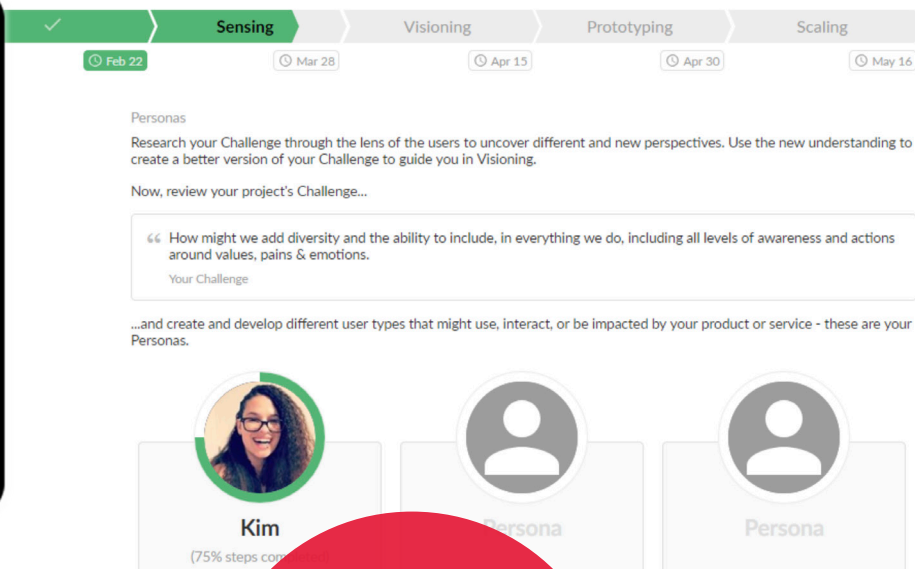 Sensing Visioning Prototyping Scaling
Feb 22 Mar 28 Apr 15 Apr 30 May 16
Personas
Research your Challenge through the lens of the users to uncover different and new perspectives. Use the new understanding to
create a better version of your Challenge to guide you in Visioning.
Now, review your project's Challenge...
“ How might we add diversity and the ability to include, in everything we do, including all levels of awareness and actions
around values, pains & emotions.
Your Challenge
...and create and develop different user types that might use, interact, or be impacted by your product or service - these are your
Personas.
Kim Persona Persona
(75% steps completed)